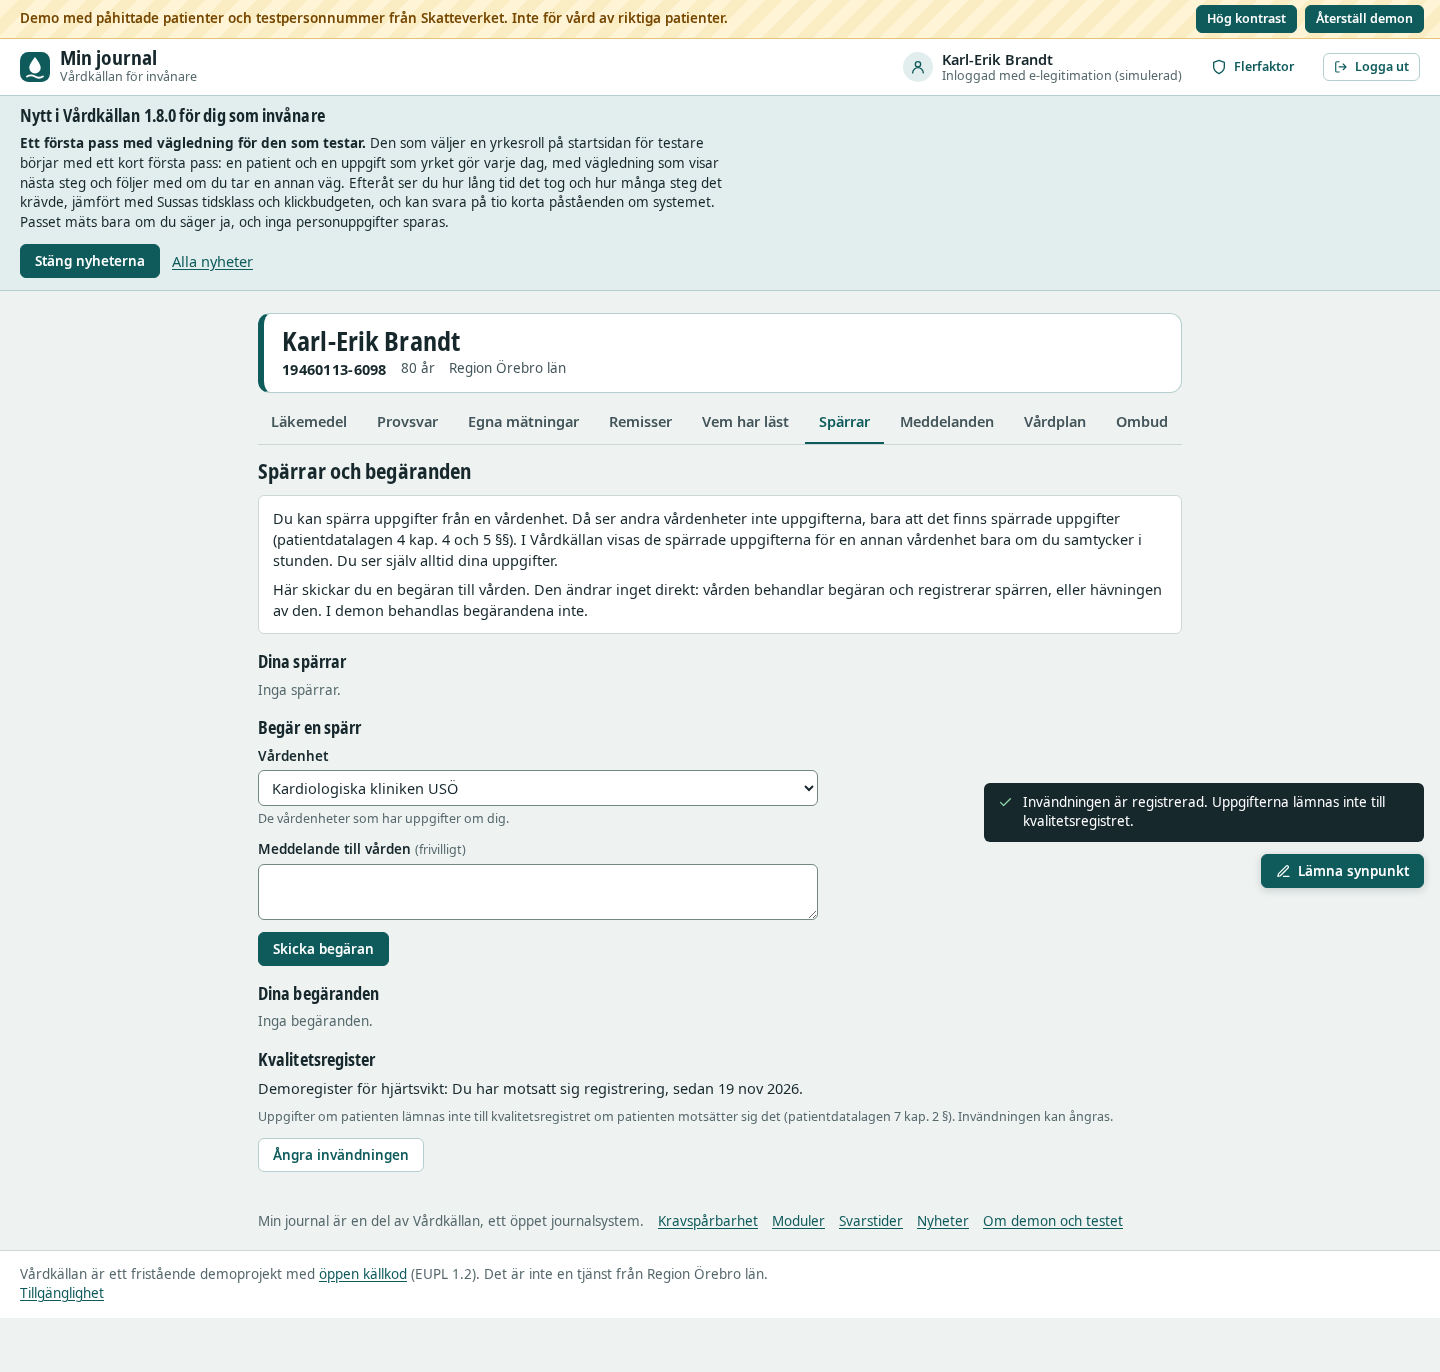 Demo med påhittade patienter och testpersonnummer från Skatteverket. Inte för vård av riktiga patienter.
Hög kontrast
Återställ demon
Min journal
Vårdkällan för invånare
Karl-Erik Brandt
Inloggad med e-legitimation (simulerad)
Flerfaktor
Logga ut
Nytt i Vårdkällan 1.8.0 för dig som invånare
Ett första pass med vägledning för den som testar. Den som väljer en yrkesroll på startsidan för testare
börjar med ett kort första pass: en patient och en uppgift som yrket gör varje dag, med vägledning som visar
nästa steg och följer med om du tar en annan väg. Efteråt ser du hur lång tid det tog och hur många steg det
krävde, jämfört med Sussas tidsklass och klickbudgeten, och kan svara på tio korta påståenden om systemet.
Passet mäts bara om du säger ja, och inga personuppgifter sparas.
Stäng nyheterna
Alla nyheter
Karl-Erik Brandt
19460113-6098 80 år Region Örebro län
Läkemedel Provsvar Egna mätningar Remisser Vem har läst Spärrar Meddelanden Vårdplan Ombud
Spärrar och begäranden
Du kan spärra uppgifter från en vårdenhet. Då ser andra vårdenheter inte uppgifterna, bara att det finns spärrade uppgifter
(patientdatalagen 4 kap. 4 och 5 §§). I Vårdkällan visas de spärrade uppgifterna för en annan vårdenhet bara om du samtycker i
stunden. Du ser själv alltid dina uppgifter.
Här skickar du en begäran till vården. Den ändrar inget direkt: vården behandlar begäran och registrerar spärren, eller hävningen
av den. I demon behandlas begärandena inte.
Dina spärrar
Inga spärrar.
Begär en spärr
Vårdenhet
Kardiologiska kliniken USÖ
De vårdenheter som har uppgifter om dig.
Invändningen är registrerad. Uppgifterna lämnas inte till
kvalitetsregistret.
Meddelande till vården (frivilligt)
Lämna synpunkt
Skicka begäran
Dina begäranden
Inga begäranden.
Kvalitetsregister
Demoregister för hjärtsvikt: Du har motsatt sig registrering, sedan 19 nov 2026.
Uppgifter om patienten lämnas inte till kvalitetsregistret om patienten motsätter sig det (patientdatalagen 7 kap. 2 §). Invändningen kan ångras.
Ångra invändningen
Min journal är en del av Vårdkällan, ett öppet journalsystem. Kravspårbarhet Moduler Svarstider Nyheter Om demon och testet
Vårdkällan är ett fristående demoprojekt med öppen källkod (EUPL 1.2). Det är inte en tjänst från Region Örebro län.
Tillgänglighet